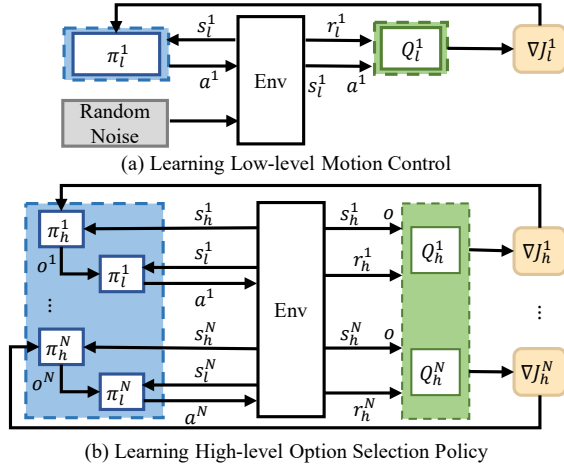 s_l^1 r_l^1
π_l^1 Q_l^1 ∇J_l^1
a^1 Env s_l^1 a^1
Random
Noise
(a) Learning Low-level Motion Control
s_h^1 s_h^1 o
π_h^1 Q_h^1 ∇J_h^1
o^1 s_l^1 r_h^1
π_l^1
a^1 Env
⋮ ⋮
s_h^N s_h^N o
π_h^N Q_h^N ∇J_h^N
o^N s_l^N
π_l^N r_h^N
a^N
(b) Learning High-level Option Selection Policy